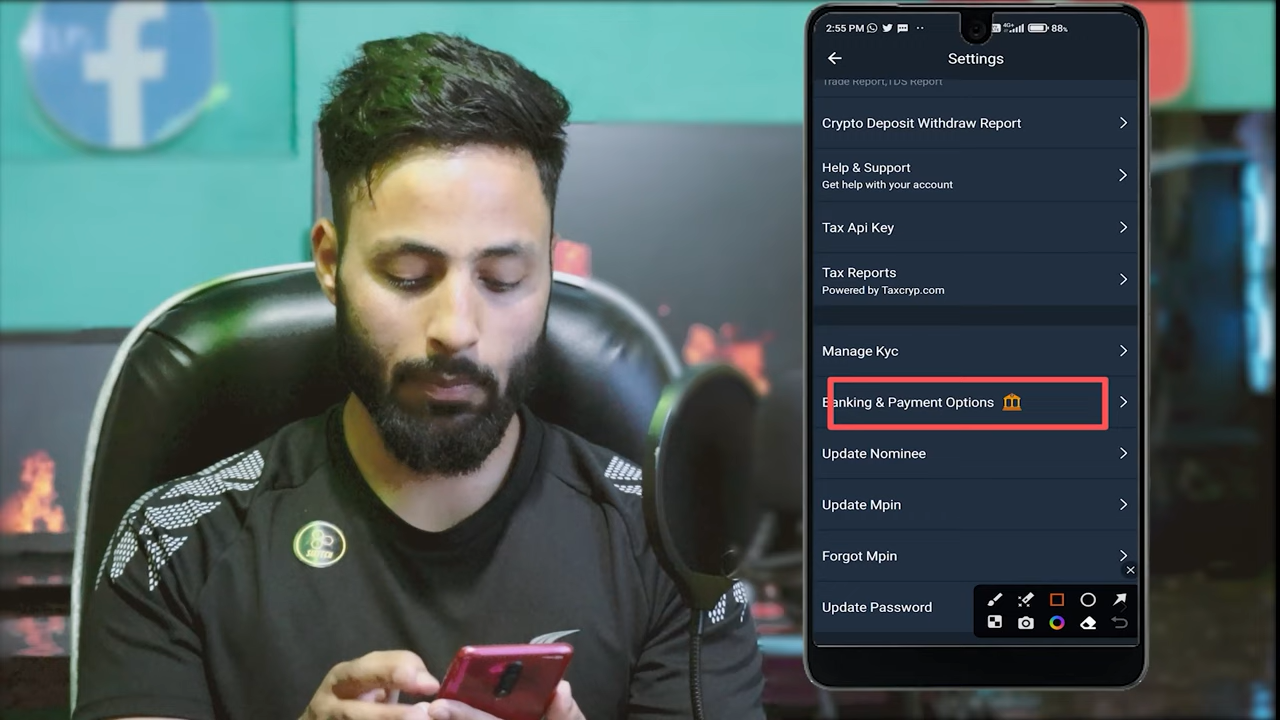 2:55 PM
4G+
88%
Settings
Trade Report,TDS Report
Crypto Deposit Withdraw Report
Help & Support
Get help with your account
Tax Api Key
Tax Reports
Powered by Taxcryp.com
Manage Kyc
Banking & Payment Options
Update Nominee
Update Mpin
Forgot Mpin
Update Password